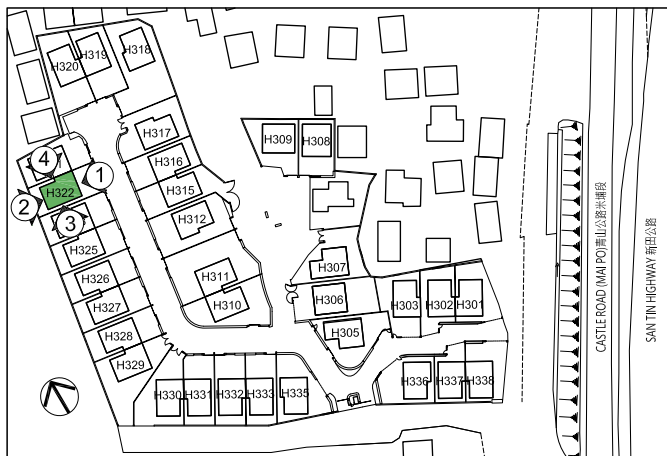 H318
H319
H320
H317
H309
H308
H316
4
1
H315
H322
2
3
H312
H325
H307
H311
H326
H306
H303
H302
H301
H310
H327
H305
H328
H329
H336
H337
H338
H330
H331
H332
H333
H335
CASTLE ROAD (MAI PO)青山公路米埔段
SAN TIN HIGHWAY 新田公路